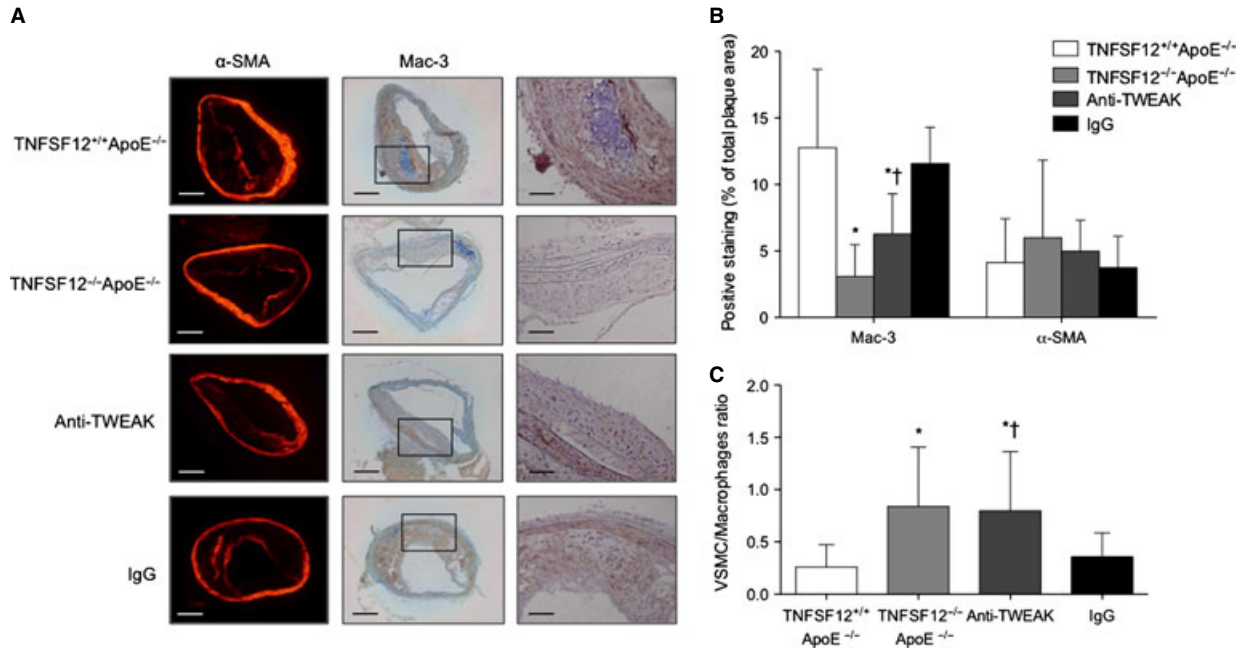 A
α-SMA
Mac-3
TNFSF12+/+ApoE−/−
TNFSF12−/−ApoE−/−
Anti-TWEAK
IgG
B
Positive staining (% of total plaque area)
20
15
10
5
0
*
*†
Mac-3
α-SMA
TNFSF12+/+ApoE−/−
TNFSF12−/−ApoE−/−
Anti-TWEAK
IgG
C
VSMC/Macrophages ratio
2.0
1.5
1.0
0.5
0.0
*
*†
TNFSF12+/+
ApoE −/−
TNFSF12−/−
ApoE −/−
Anti-TWEAK
IgG